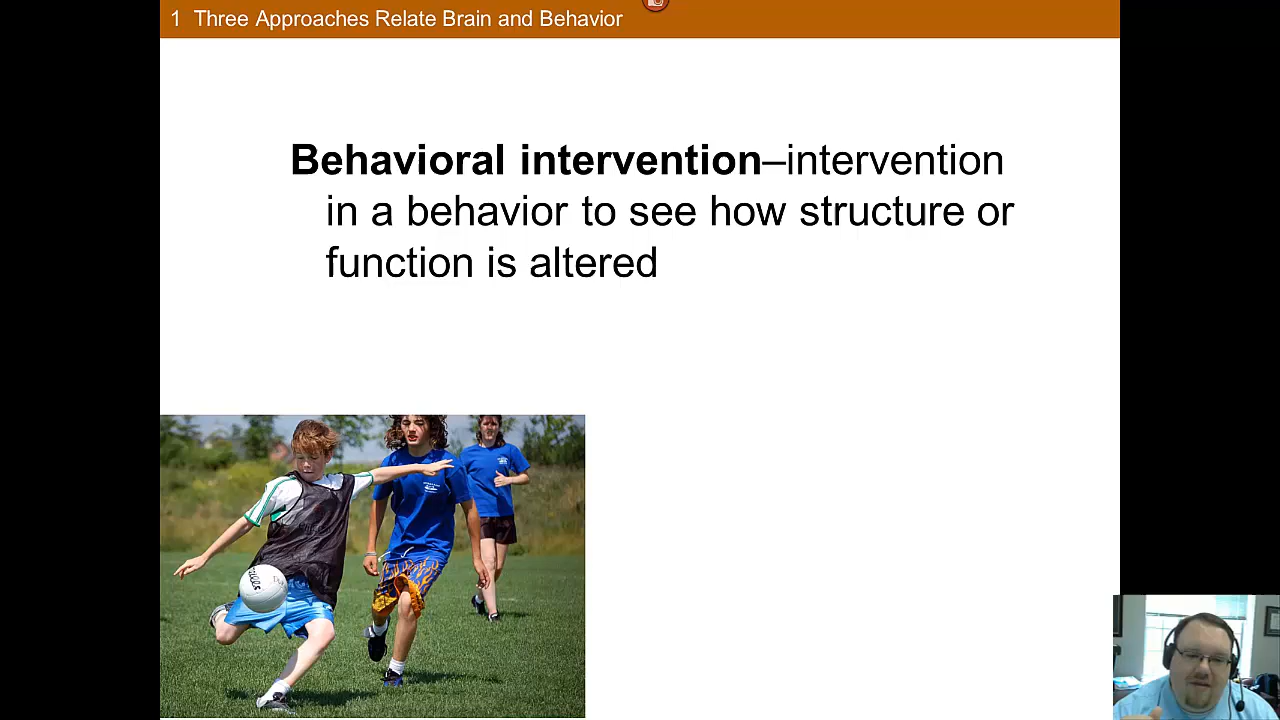 1 Three Approaches Relate Brain and Behavior
Behavioral intervention–intervention
in a behavior to see how structure or
function is altered